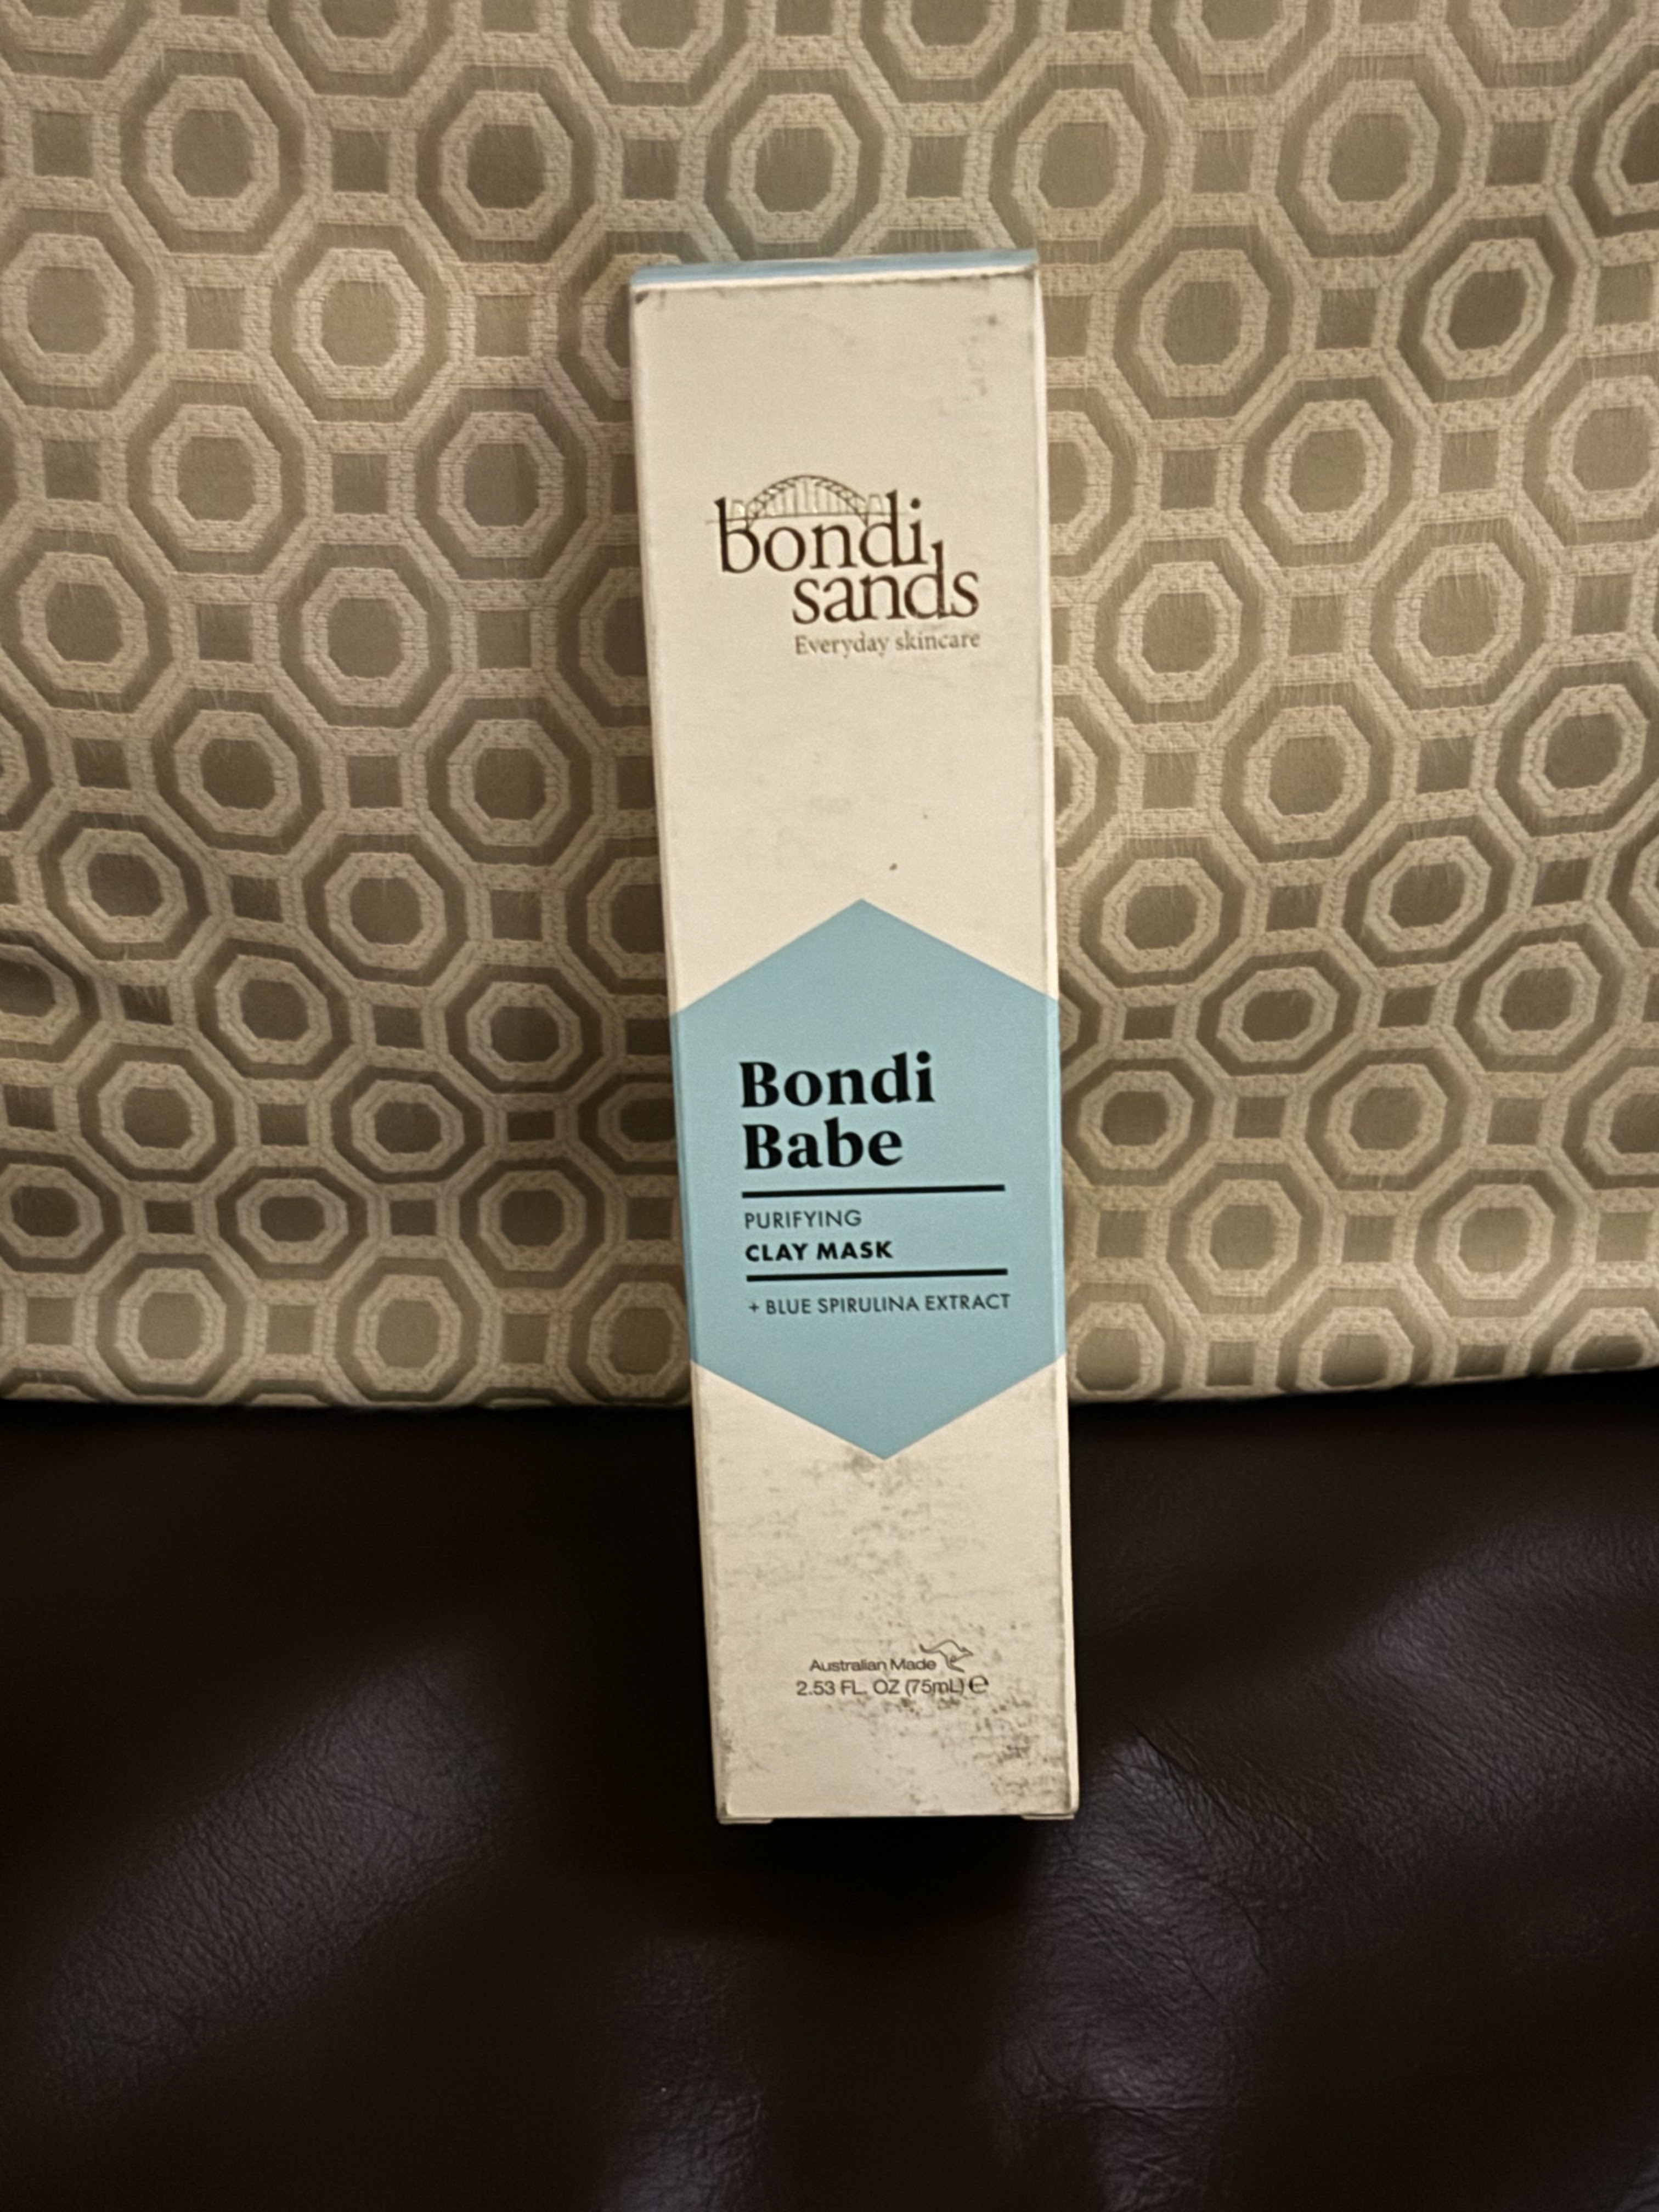 bondi
sands
Everyday skincare
Bondi
Babe
PURIFYING
CLAY MASK
+ BLUE SPIRULINA EXTRACT
Australian Made
2.53 FL. OZ (75mL) ℮